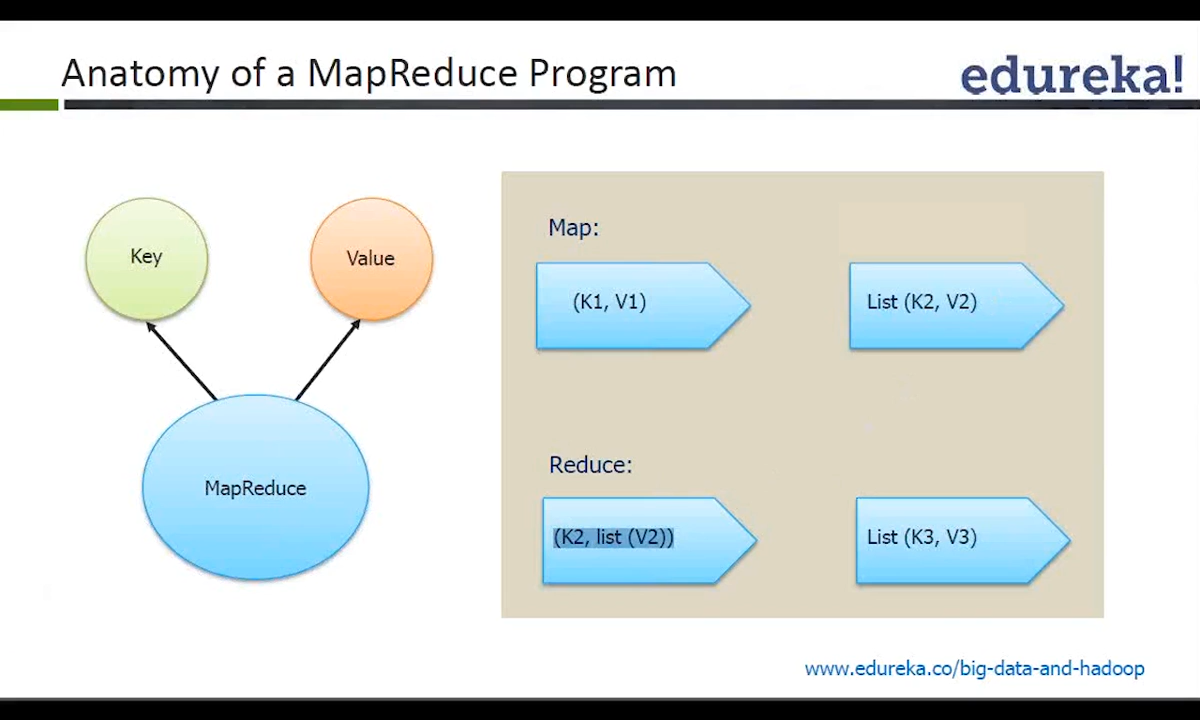 Anatomy of a MapReduce Program
edureka!
Key
Value
MapReduce
Map:
(K1, V1)
List (K2, V2)
Reduce:
(K2, list (V2))
List (K3, V3)
www.edureka.co/big-data-and-hadoop